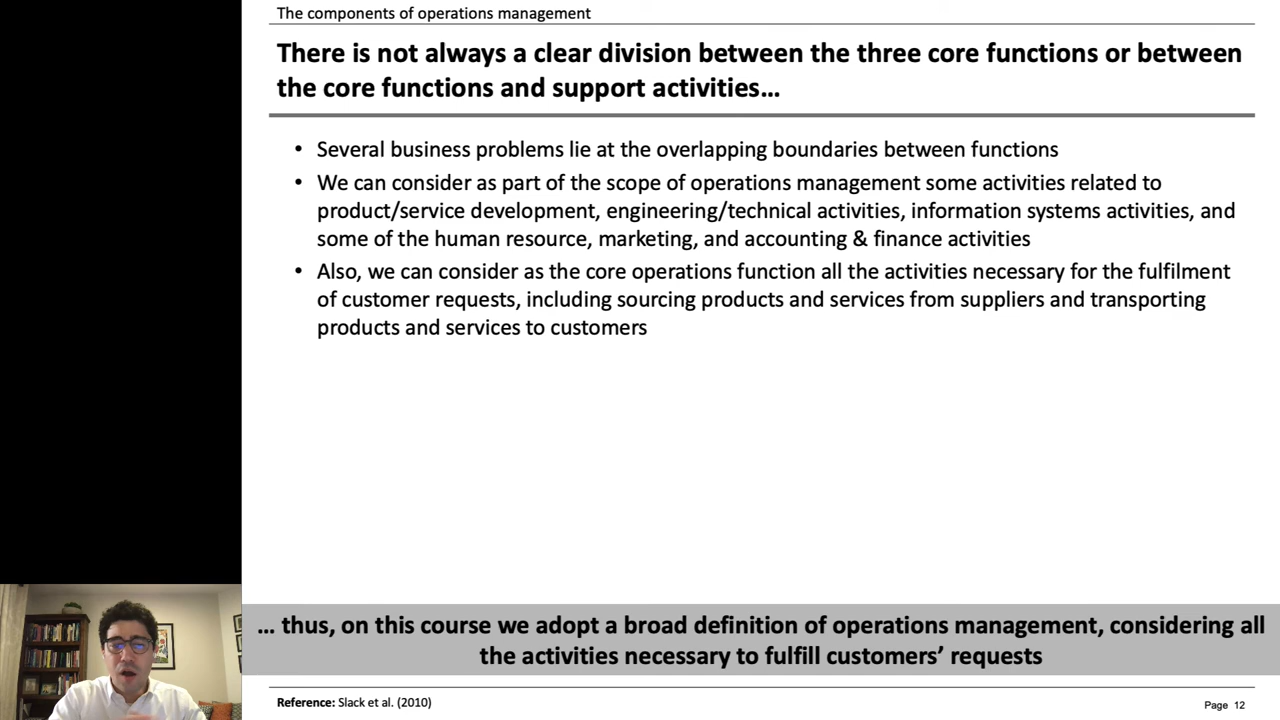 The components of operations management
There is not always a clear division between the three core functions or between
the core functions and support activities…
• Several business problems lie at the overlapping boundaries between functions
• We can consider as part of the scope of operations management some activities related to
product/service development, engineering/technical activities, information systems activities, and
some of the human resource, marketing, and accounting & finance activities
• Also, we can consider as the core operations function all the activities necessary for the fulfilment
of customer requests, including sourcing products and services from suppliers and transporting
products and services to customers
… thus, on this course we adopt a broad definition of operations management, considering all
the activities necessary to fulfill customers’ requests
Reference: Slack et al. (2010)
Page 12